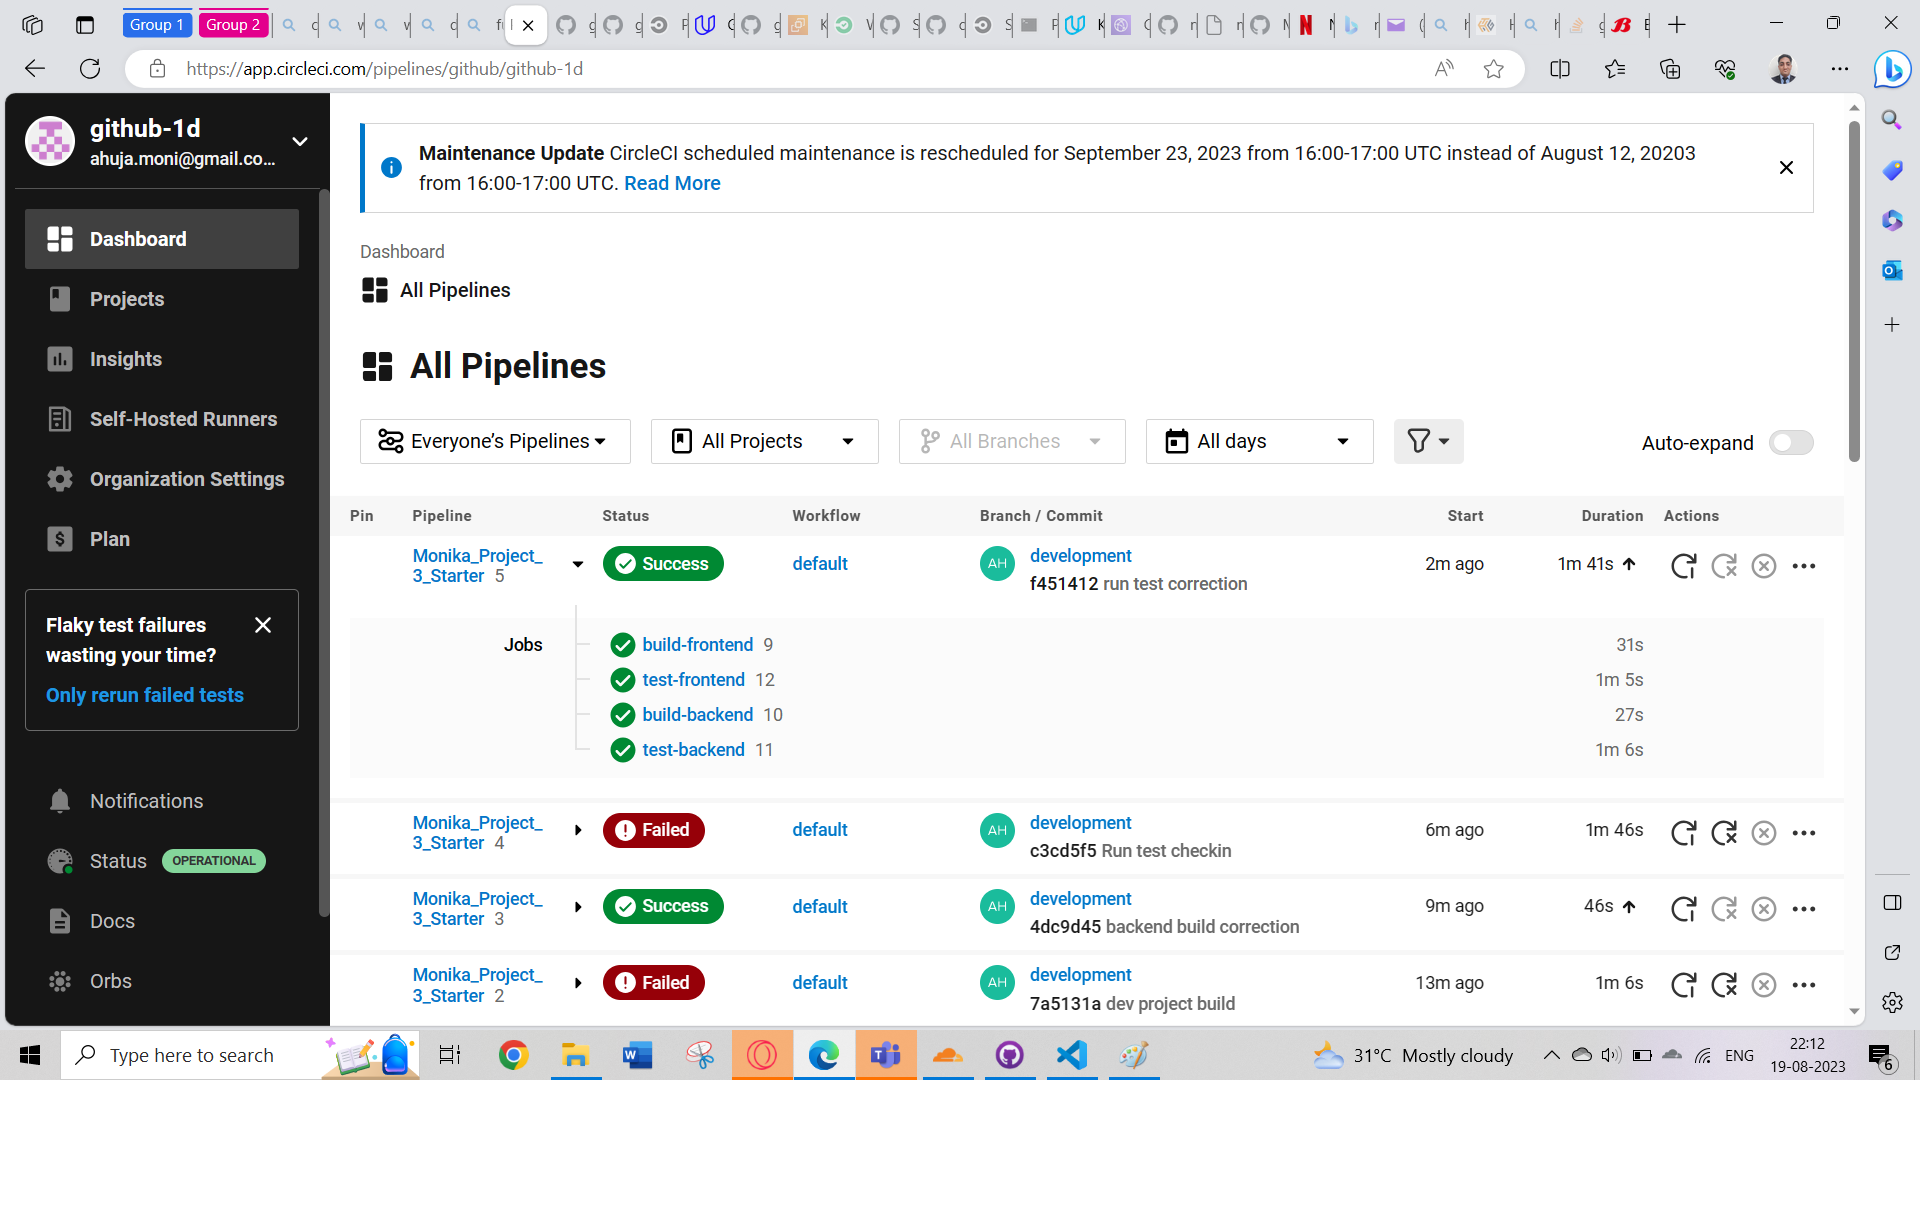 Group 1
Group 2
https://app.circleci.com/pipelines/github/github-1d
github-1d
ahuja.moni@gmail.co...
Dashboard
Projects
Insights
Self-Hosted Runners
Organization Settings
Plan
Flaky test failures
wasting your time?
Only rerun failed tests
Notifications
Status OPERATIONAL
Docs
Orbs
Maintenance Update CircleCI scheduled maintenance is rescheduled for September 23, 2023 from 16:00-17:00 UTC instead of August 12, 20203
from 16:00-17:00 UTC. Read More
Dashboard
All Pipelines
All Pipelines
Everyone’s Pipelines All Projects All Branches All days Auto-expand
Pin Pipeline Status Workflow Branch / Commit Start Duration Actions
Monika_Project_
3_Starter 5
Success default AH development 2m ago 1m 41s
f451412 run test correction
Jobs build-frontend 9 31s
test-frontend 12 1m 5s
build-backend 10 27s
test-backend 11 1m 6s
Monika_Project_
3_Starter 4
Failed default AH development 6m ago 1m 46s
c3cd5f5 Run test checkin
Monika_Project_
3_Starter 3
Success default AH development 9m ago 46s
4dc9d45 backend build correction
Monika_Project_
3_Starter 2
Failed default AH development 13m ago 1m 6s
7a5131a dev project build
Type here to search
31°C Mostly cloudy
ENG
22:12
19-08-2023
6